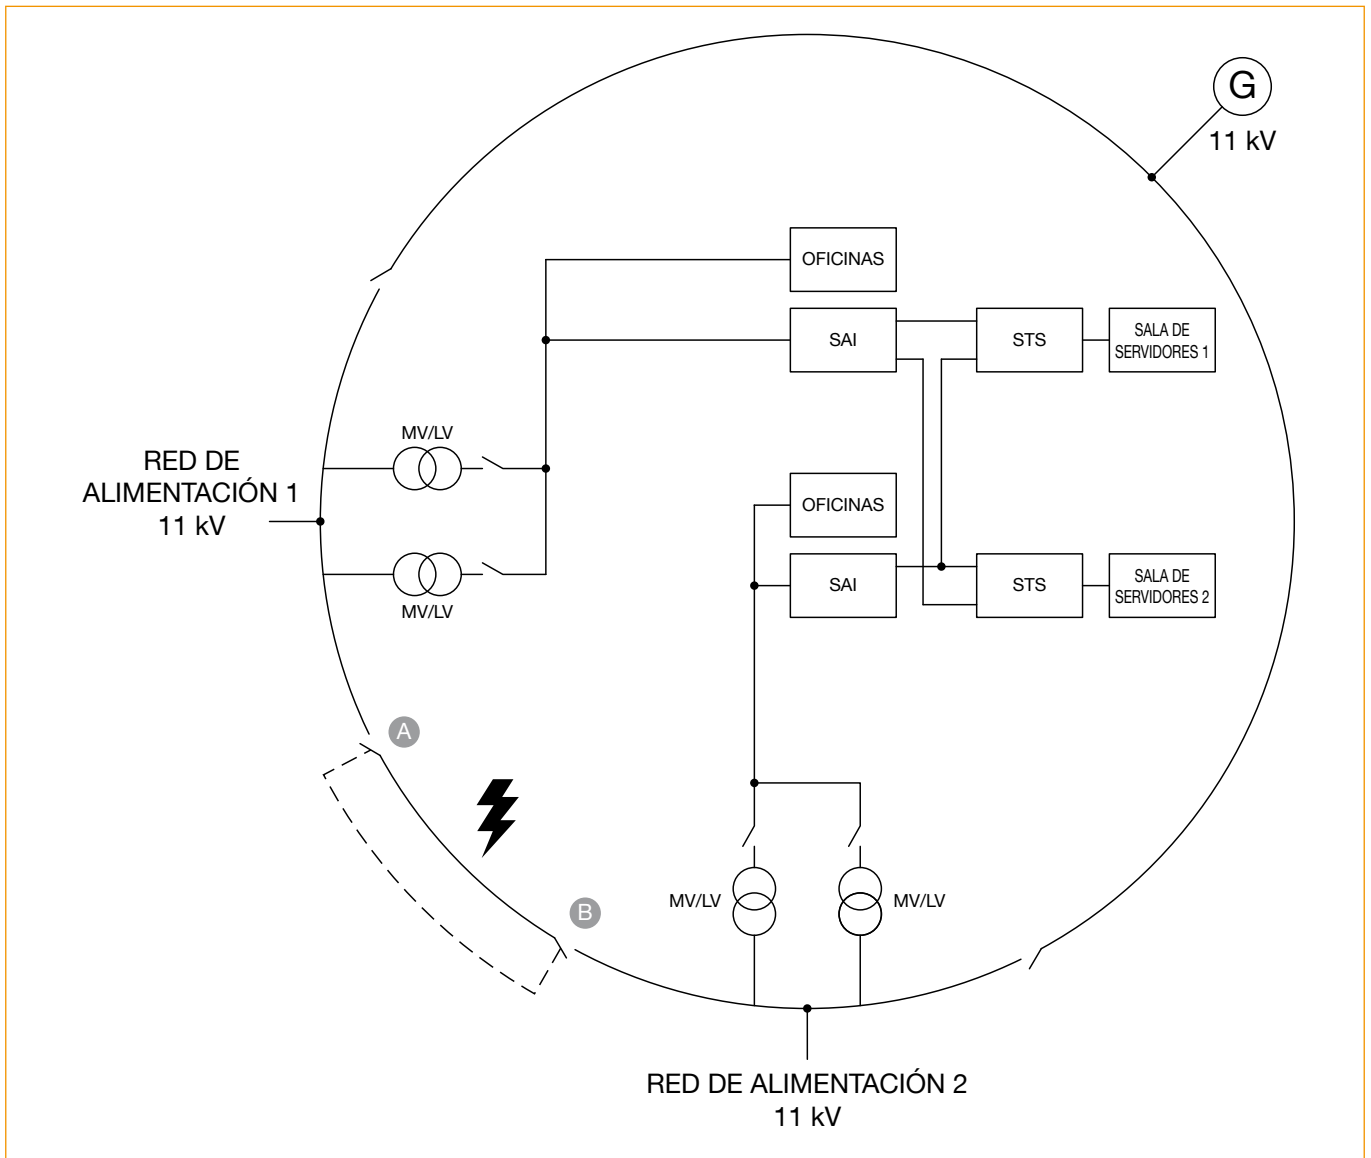 G
11 kV
OFICINAS
SAI
STS
SALA DE
SERVIDORES 1
MV/LV
RED DE
ALIMENTACIÓN 1
11 kV
MV/LV
OFICINAS
SAI
STS
SALA DE
SERVIDORES 2
A
B
MV/LV
MV/LV
RED DE ALIMENTACIÓN 2
11 kV